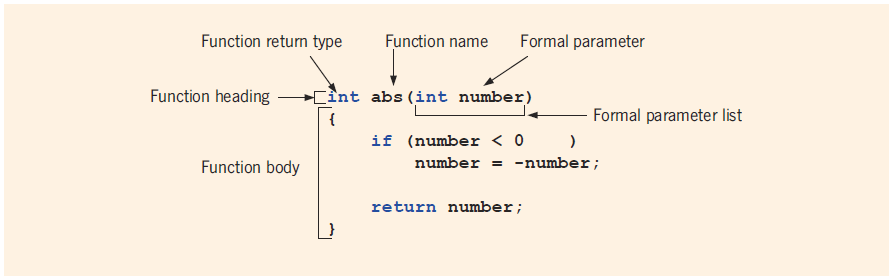 Function return type Function name Formal parameter
Function heading int abs(int number)
Formal parameter list
{
if (number < 0    )
number = -number;
Function body
return number;
}